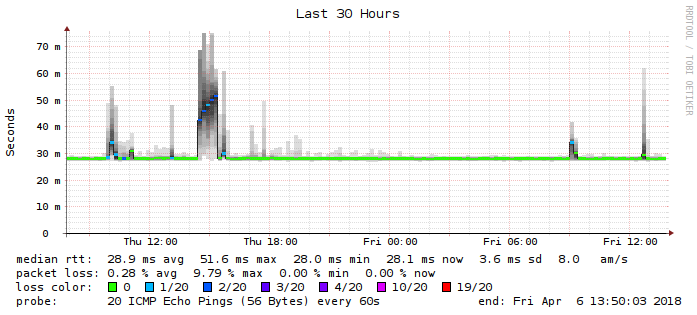 Last 30 Hours
RRDTOOL / TOBI OETIKER
Seconds
70 m
60 m
50 m
40 m
30 m
20 m
10 m
0
Thu 12:00 Thu 18:00 Fri 00:00 Fri 06:00 Fri 12:00
median rtt: 28.9 ms avg 51.6 ms max 28.0 ms min 28.1 ms now 3.6 ms sd 8.0 am/s
packet loss: 0.28 % avg 9.79 % max 0.00 % min 0.00 % now
loss color: 0 1/20 2/20 3/20 4/20 10/20 19/20
probe: 20 ICMP Echo Pings (56 Bytes) every 60s end: Fri Apr 6 13:50:03 2018